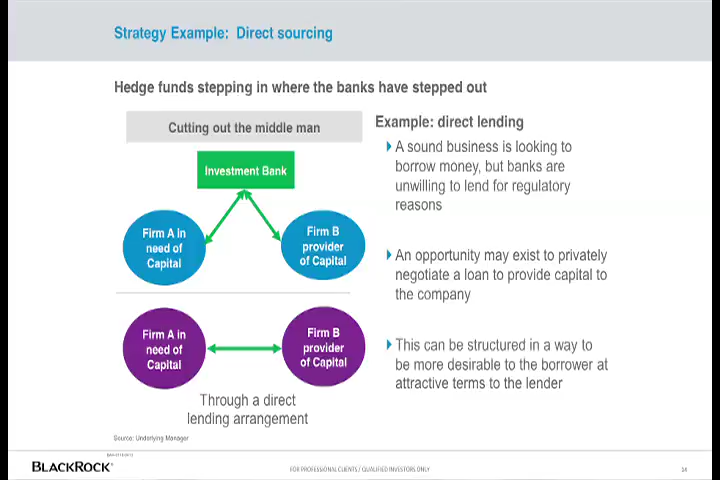 Strategy Example: Direct sourcing
Hedge funds stepping in where the banks have stepped out
Cutting out the middle man
Investment Bank
Firm A in
need of
Capital
Firm B
provider
of Capital
Firm A in
need of
Capital
Firm B
provider
of Capital
Through a direct
lending arrangement
Example: direct lending
A sound business is looking to
borrow money, but banks are
unwilling to lend for regulatory
reasons
An opportunity may exist to privately
negotiate a loan to provide capital to
the company
This can be structured in a way to
be more desirable to the borrower at
attractive terms to the lender
Source: Underlying Manager
BLACKROCK®
FOR PROFESSIONAL CLIENTS / QUALIFIED INVESTORS ONLY
14